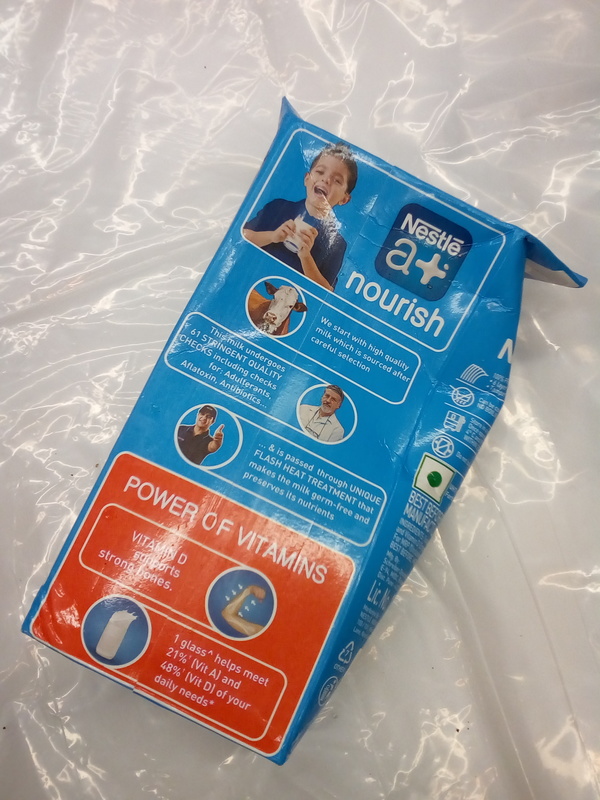 Nestlé
a+
nourish
We start with high quality
milk which is sourced after
careful selection
This milk undergoes
61 STRINGENT QUALITY
CHECKS including checks
for: Adulterants,
Aflatoxin, Antibiotics...
... & is passed through UNIQUE
FLASH HEAT TREATMENT that
makes the milk germ-free and
preserves its nutrients
POWER OF VITAMINS
VITAMIN D
supports
strong bones.
1 glass^ helps meet
21%' (Vit A) and
48%' (Vit D) of your
daily needs*
N
BEST
MANUFA
Lic. No